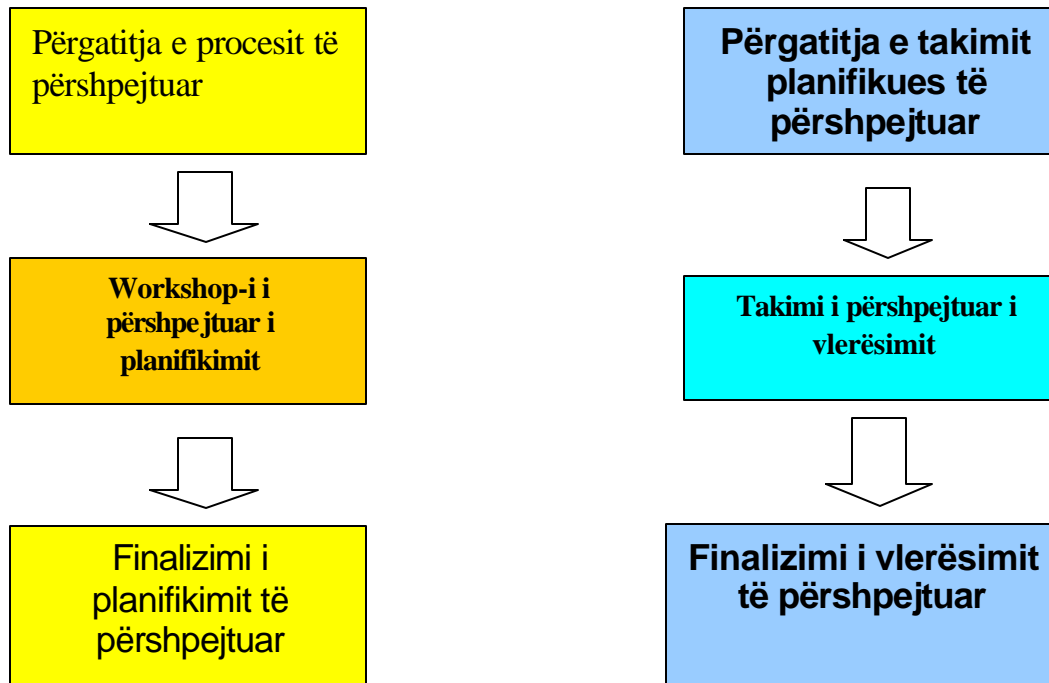 Përgatitja e procesit të
përshpejtuar
Përgatitja e takimit
planifikues të
përshpejtuar
Workshop-i i
përshpejtuar i
planifikimit
Takimi i përshpejtuar i
vlerësimit
Finalizimi i
planifikimit të
përshpejtuar
Finalizimi i vlerësimit
të përshpejtuar